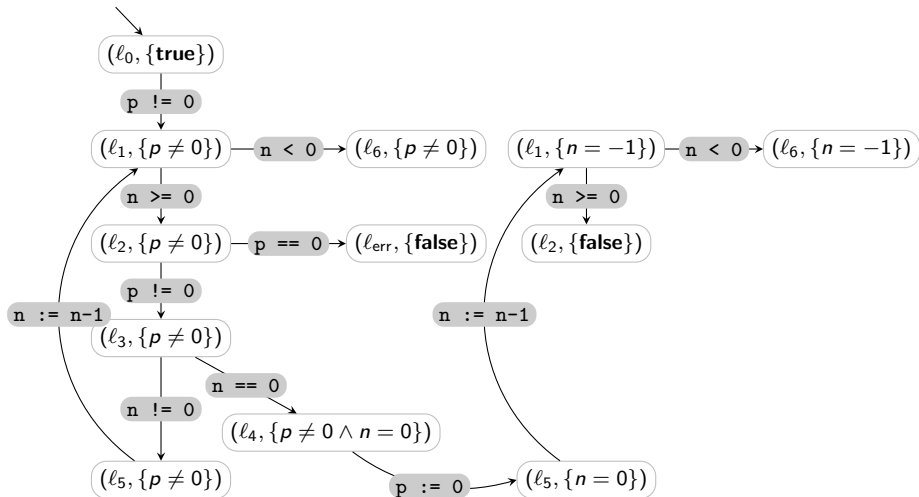 (ℓ₀, {true})
p != 0
(ℓ₁, {p ≠ 0}) n < 0 (ℓ₆, {p ≠ 0}) (ℓ₁, {n = −1}) n < 0 (ℓ₆, {n = −1})
n >= 0 n >= 0
(ℓ₂, {p ≠ 0}) p == 0 (ℓerr, {false}) (ℓ₂, {false})
p != 0
n := n-1 n := n-1
(ℓ₃, {p ≠ 0})
n == 0
n != 0
(ℓ₄, {p ≠ 0 ∧ n = 0})
(ℓ₅, {p ≠ 0}) p := 0 (ℓ₅, {n = 0})